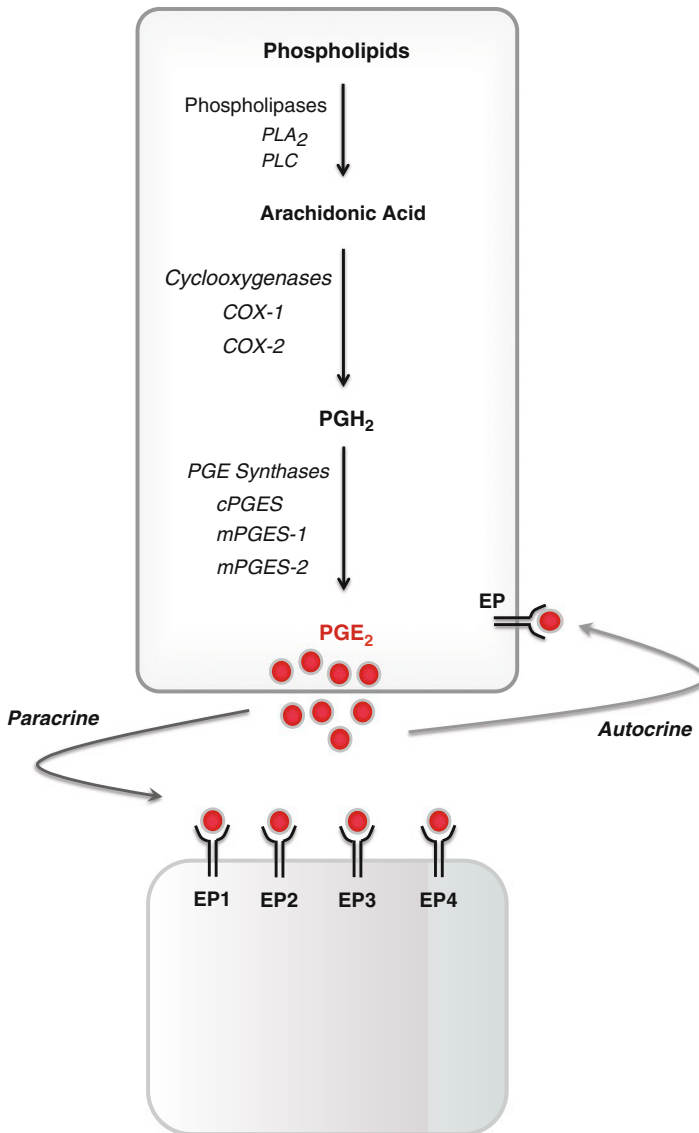 Phospholipids
Phospholipases
PLA2
PLC
Arachidonic Acid
Cyclooxygenases
COX-1
COX-2
PGH2
PGE Synthases
cPGES
mPGES-1
mPGES-2
EP
PGE2
Paracrine
Autocrine
EP1 EP2 EP3 EP4